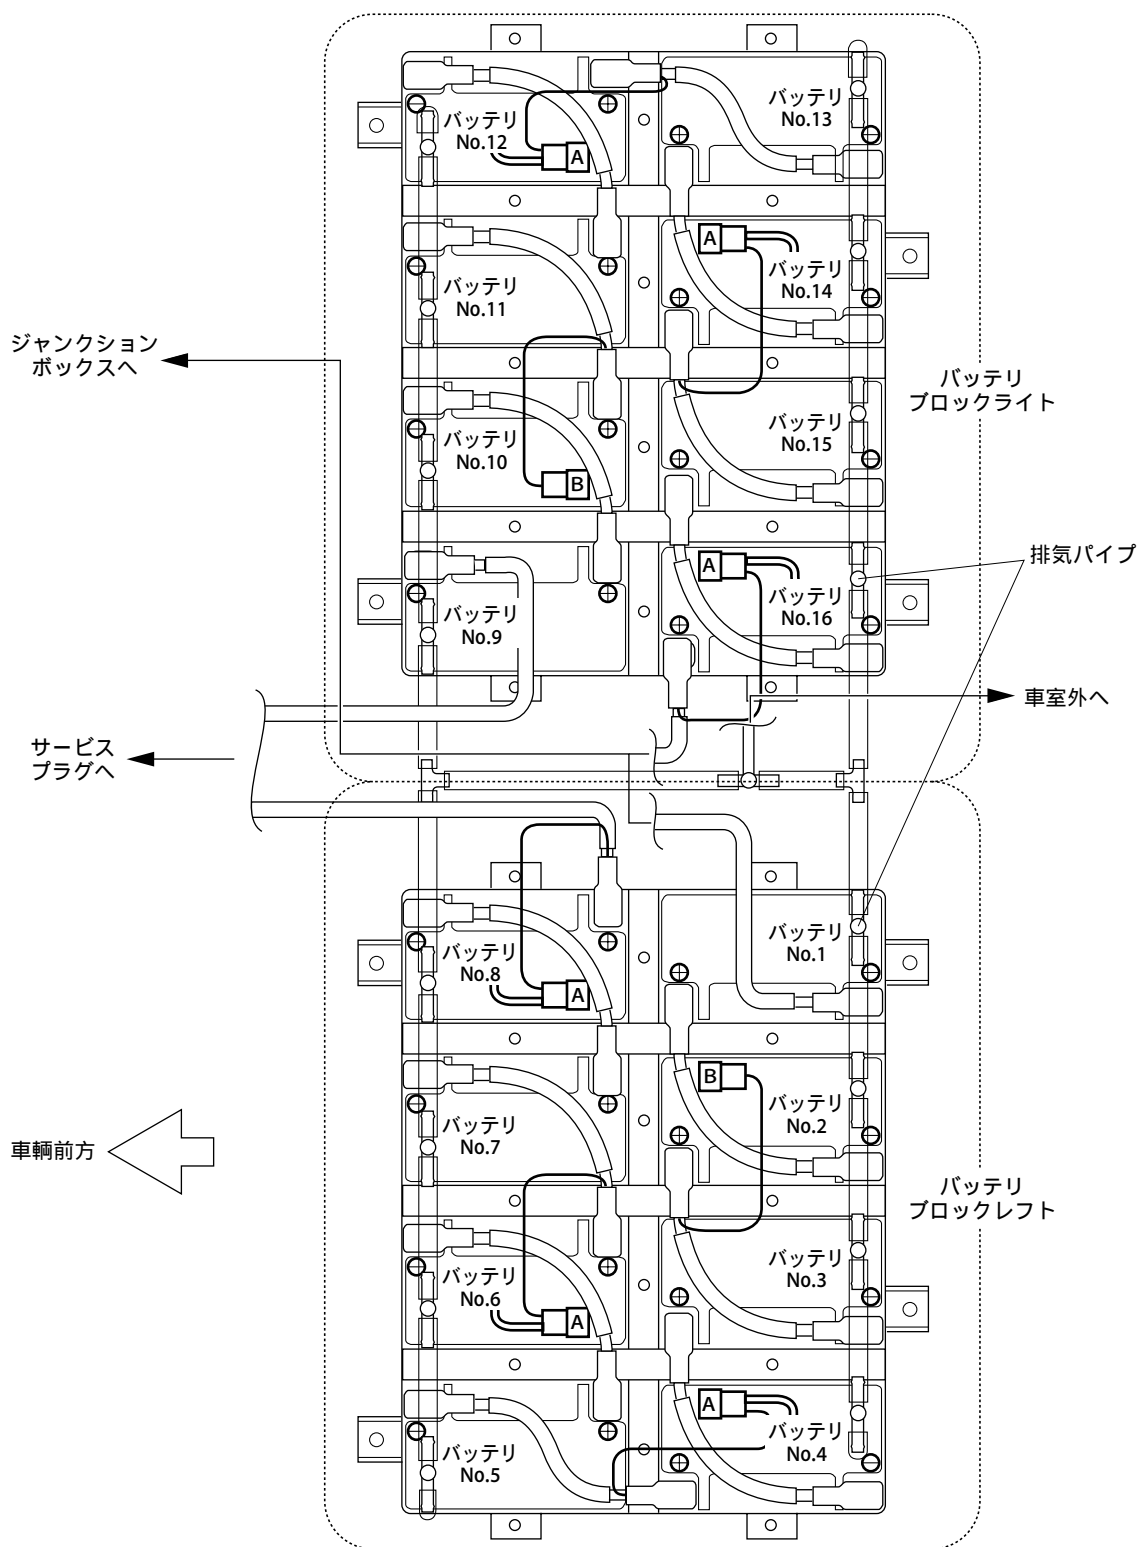 バッテリ
No.12
A
バッテリ
No.13
バッテリ
No.11
A
バッテリ
No.14
ジャンクション
ボックスへ
バッテリ
ブロックライト
バッテリ
No.10
B
バッテリ
No.15
バッテリ
No.9
A
バッテリ
No.16
排気パイプ
車室外へ
サービス
プラグへ
バッテリ
No.8
A
バッテリ
No.1
バッテリ
No.7
B
バッテリ
No.2
車輌前方
バッテリ
ブロックレフト
バッテリ
No.6
A
バッテリ
No.3
バッテリ
No.5
A
バッテリ
No.4